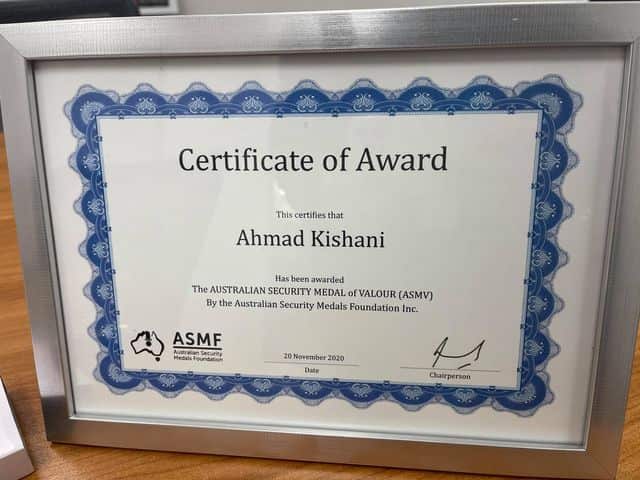 Certificate of Award
This certifies that
Ahmad Kishani
Has been awarded
The AUSTRALIAN SECURITY MEDAL of VALOUR (ASMV)
By the Australian Security Medals Foundation Inc.
ASMF
Australian Security
Medals Foundation
20 November 2020
Date
Chairperson